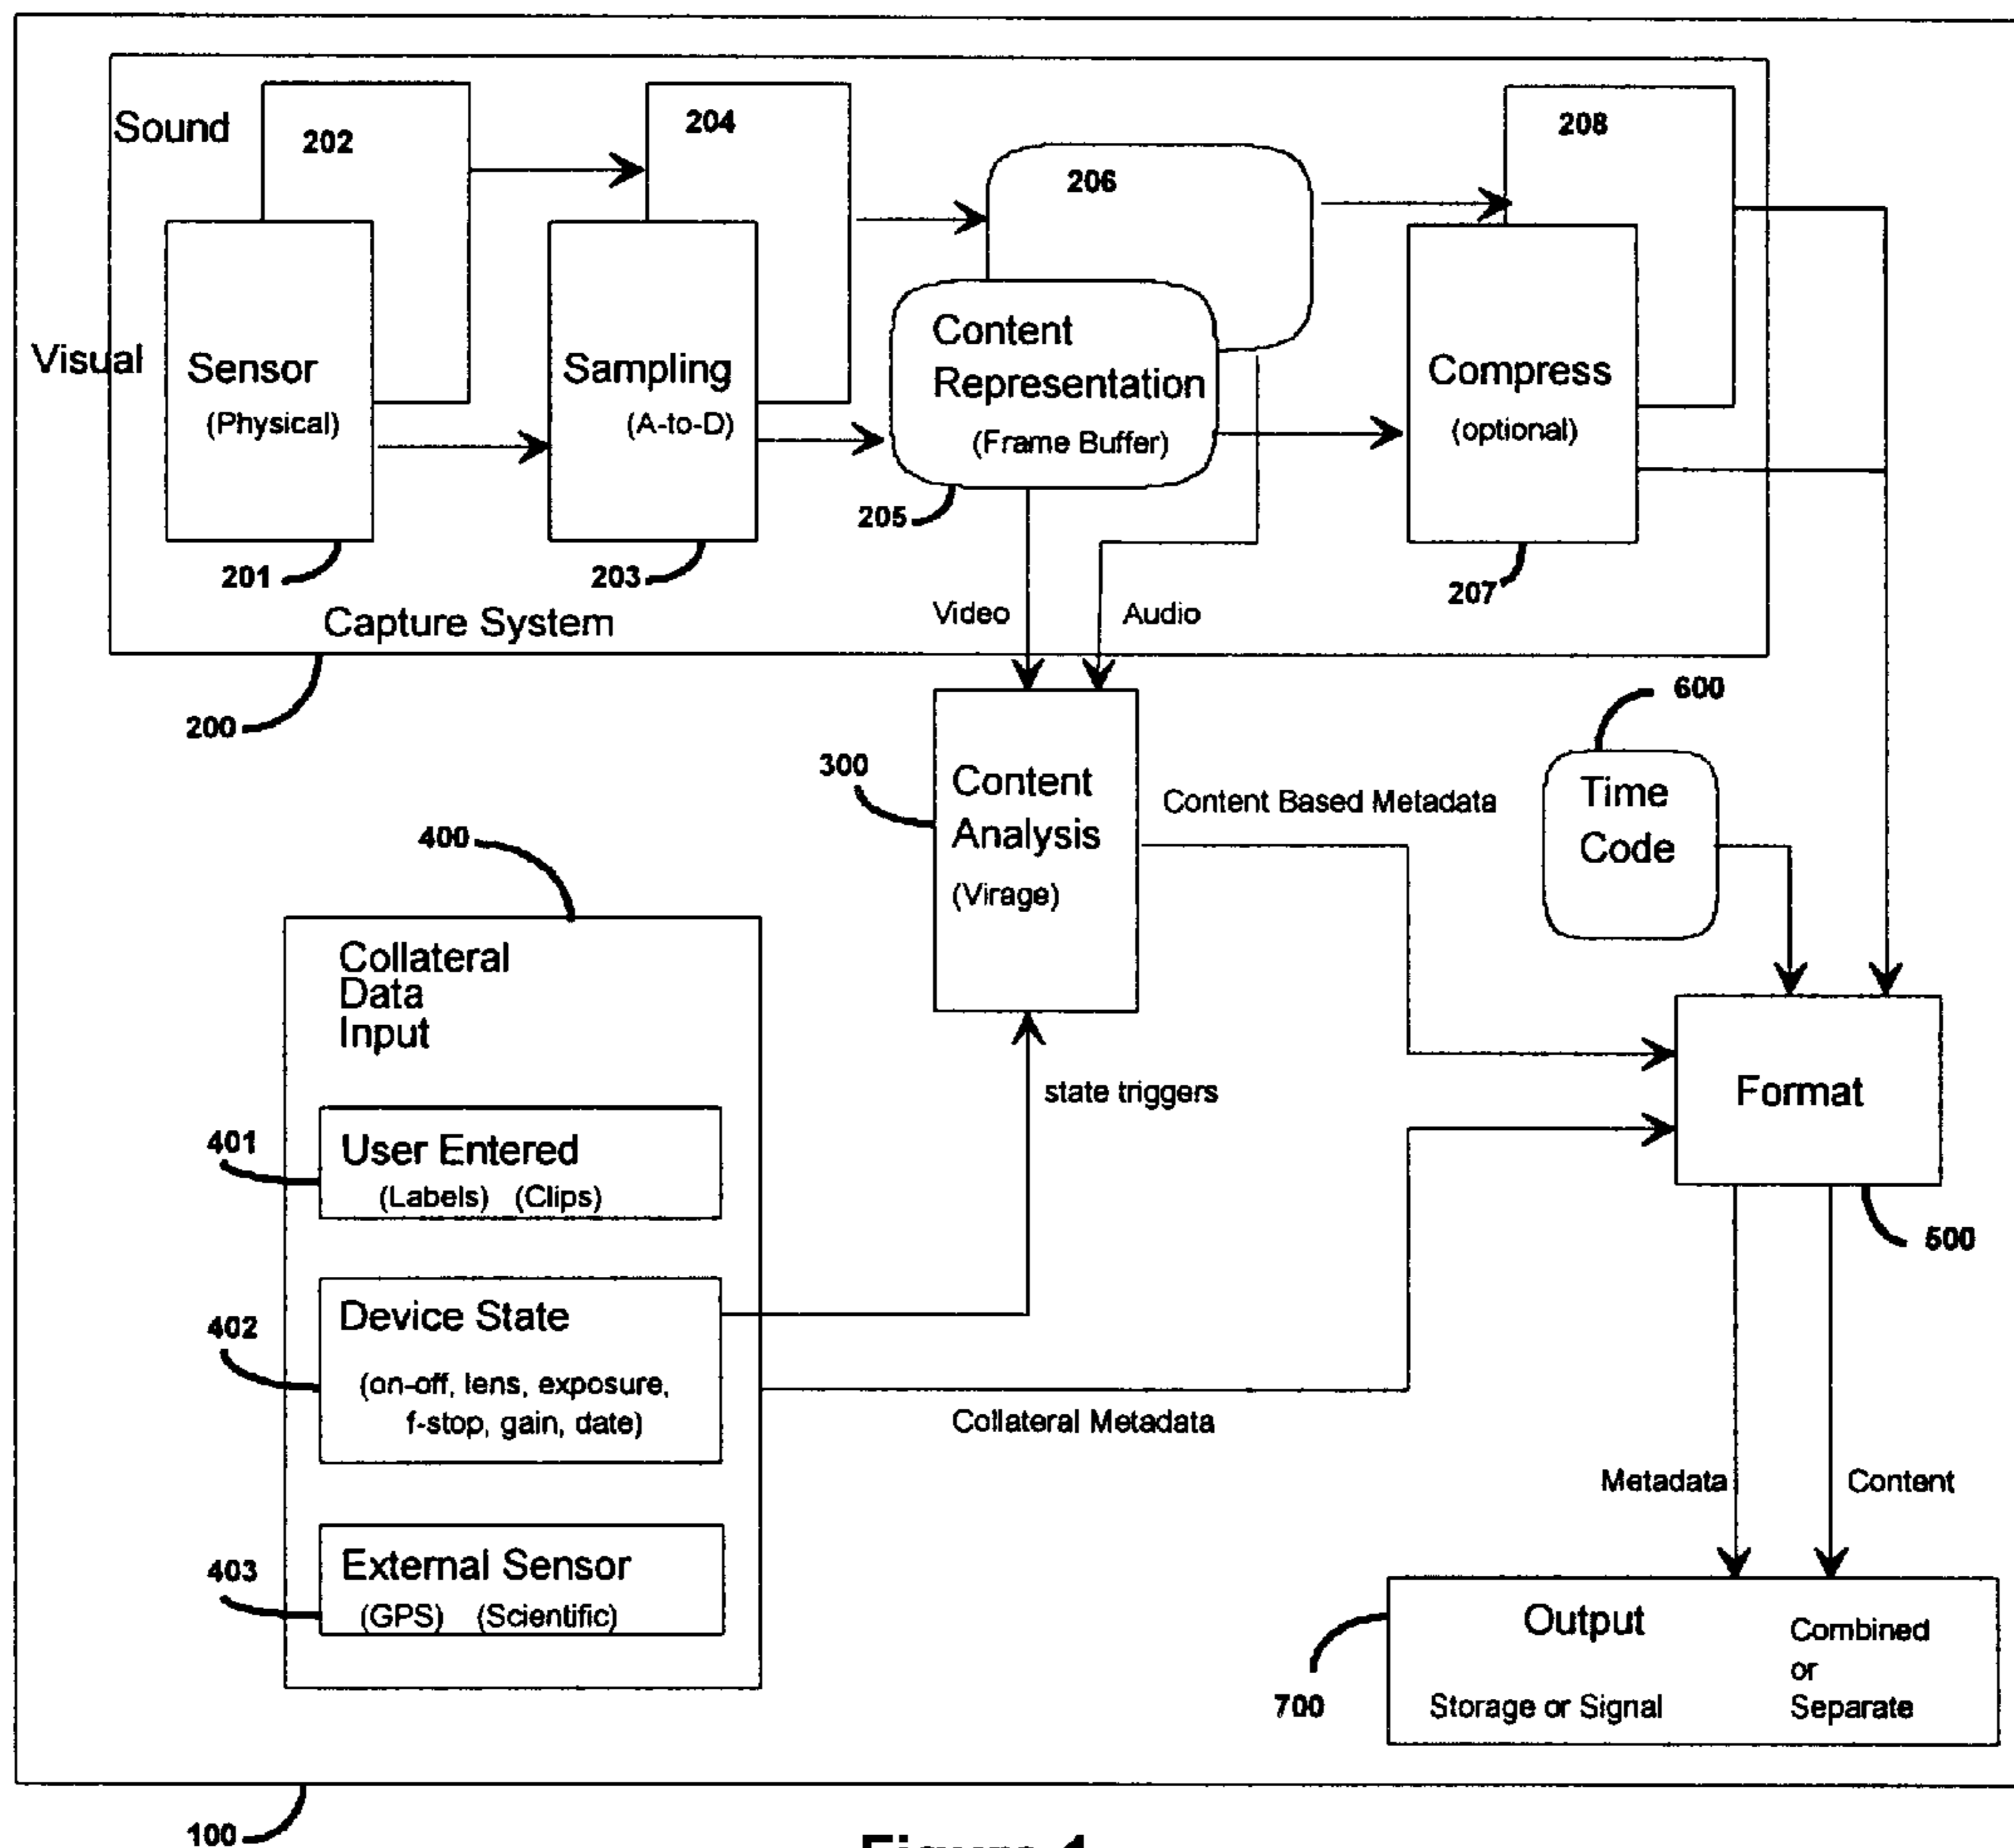 Sound
202
204
206
208
Visual
Sensor
(Physical)
Sampling
(A-to-D)
Content
Representation
(Frame Buffer)
Compress
(optional)
205
201
203
207
Capture System
Video
Audio
200
600
300
Content
Analysis
(Virage)
Content Based Metadata
Time
Code
400
Collateral
Data
Input
state triggers
Format
401
User Entered
(Labels) (Clips)
500
402
Device State
(on-off, lens, exposure,
f-stop, gain, date)
Collateral Metadata
Metadata
Content
403
External Sensor
(GPS) (Scientific)
700
Output
Storage or Signal
Combined
or
Separate
100